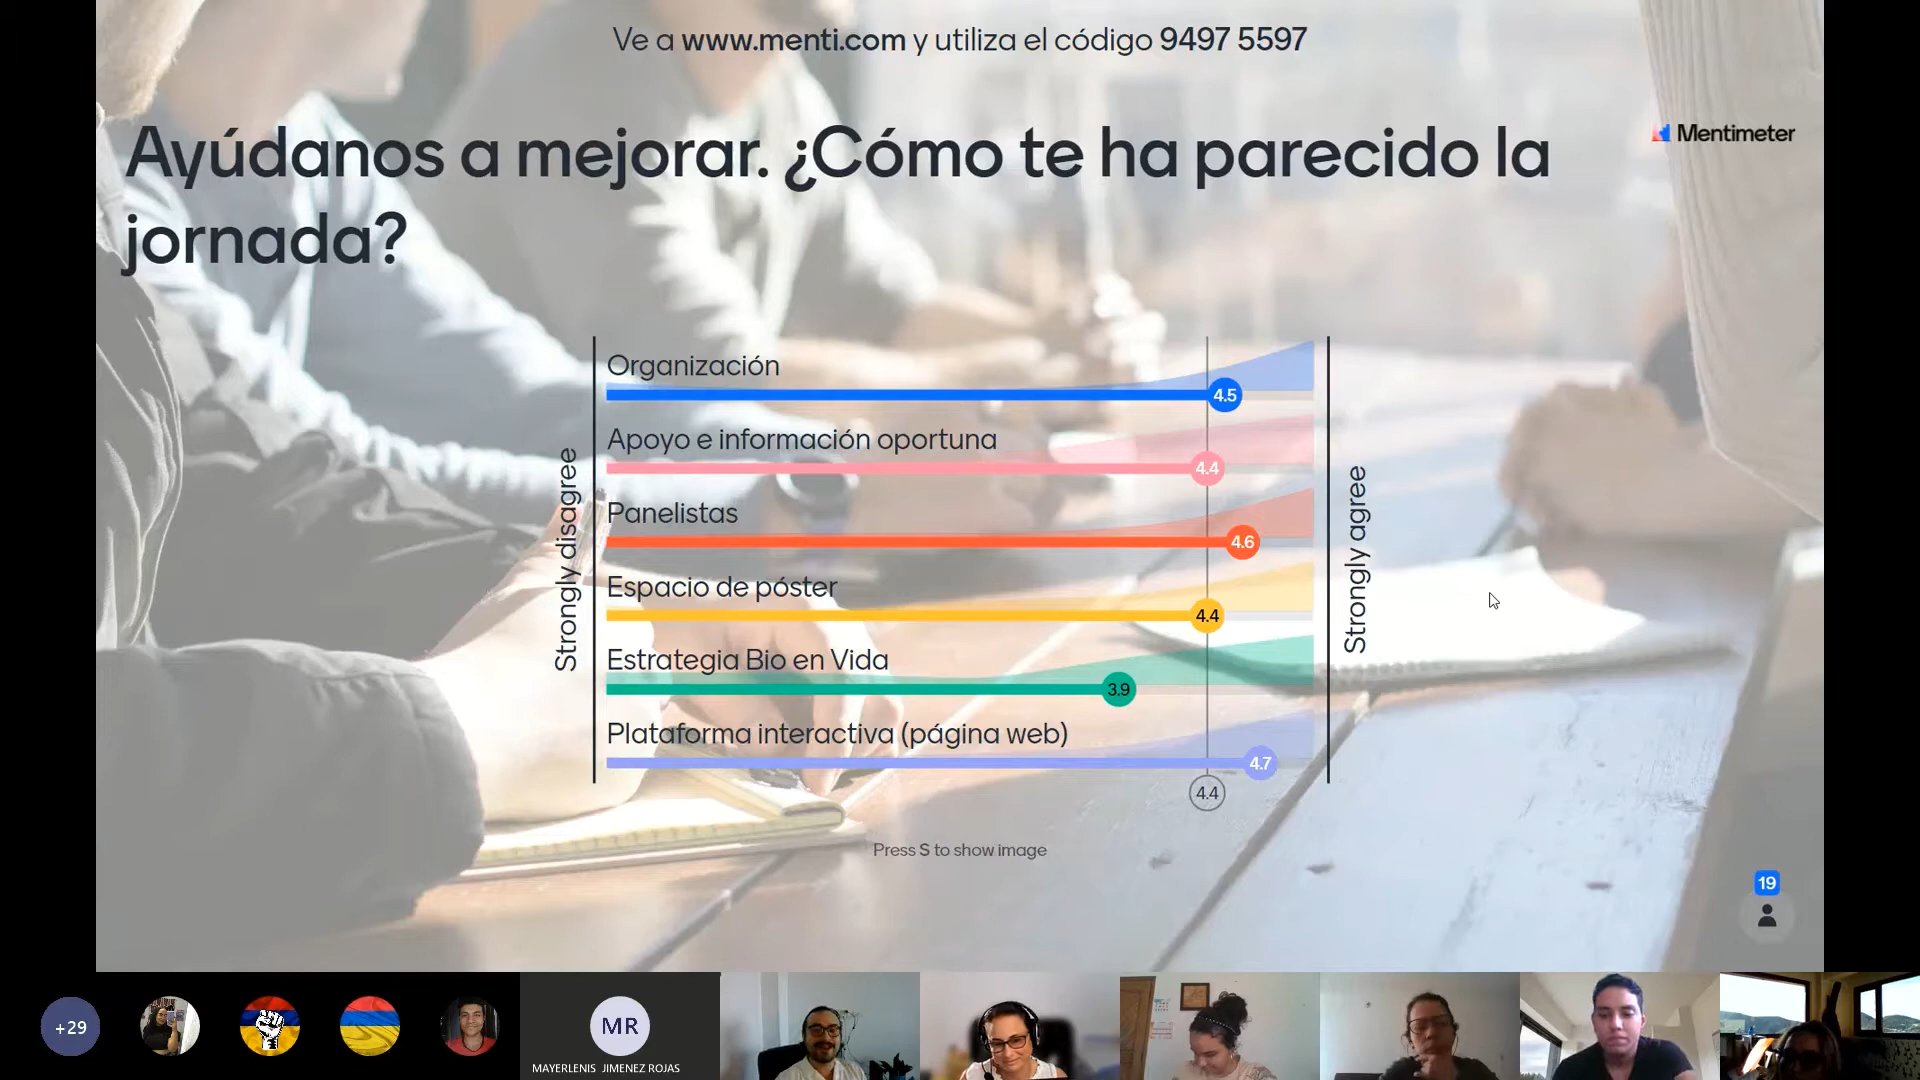 Ve a www.menti.com y utiliza el código 9497 5597
Mentimeter
Ayúdanos a mejorar. ¿Cómo te ha parecido la
jornada?
Strongly disagree
Organización
4.5
Apoyo e información oportuna
4.4
Panelistas
4.6
Espacio de póster
4.4
Estrategia Bio en Vida
3.9
Plataforma interactiva (página web)
4.7
4.4
Strongly agree
Press S to show image
19
+29
MR
MAYERLENIS JIMENEZ ROJAS